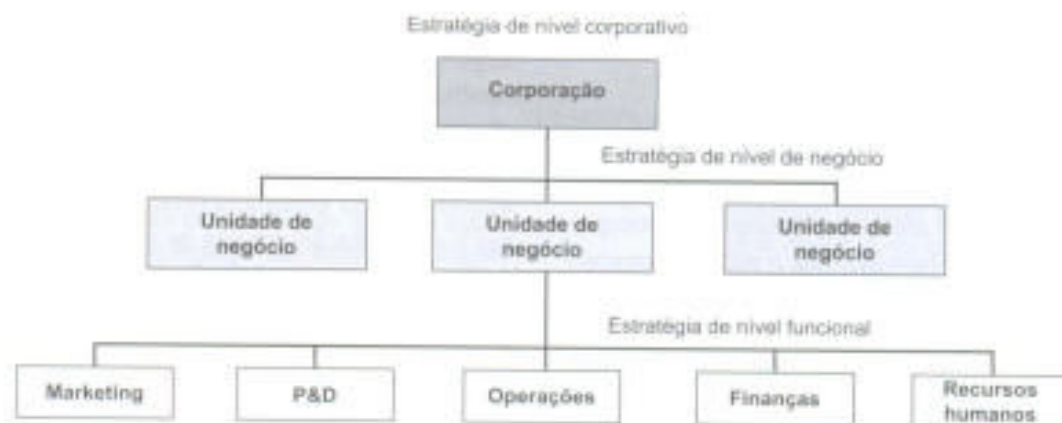 Estratégia de nível corporativo
Corporação
Estratégia de nível de negócio
Unidade de
negócio
Unidade de
negócio
Unidade de
negócio
Estratégia de nível funcional
Marketing
P&D
Operações
Finanças
Recursos
humanos